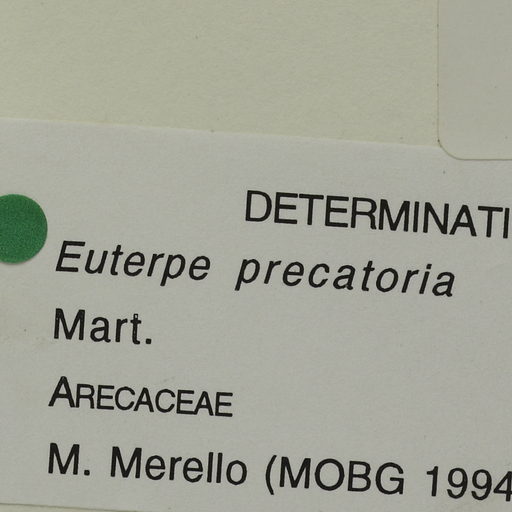 DETERMINATI
Euterpe precatoria
Mart.
ARECACEAE
M. Merello (MOBG 1994